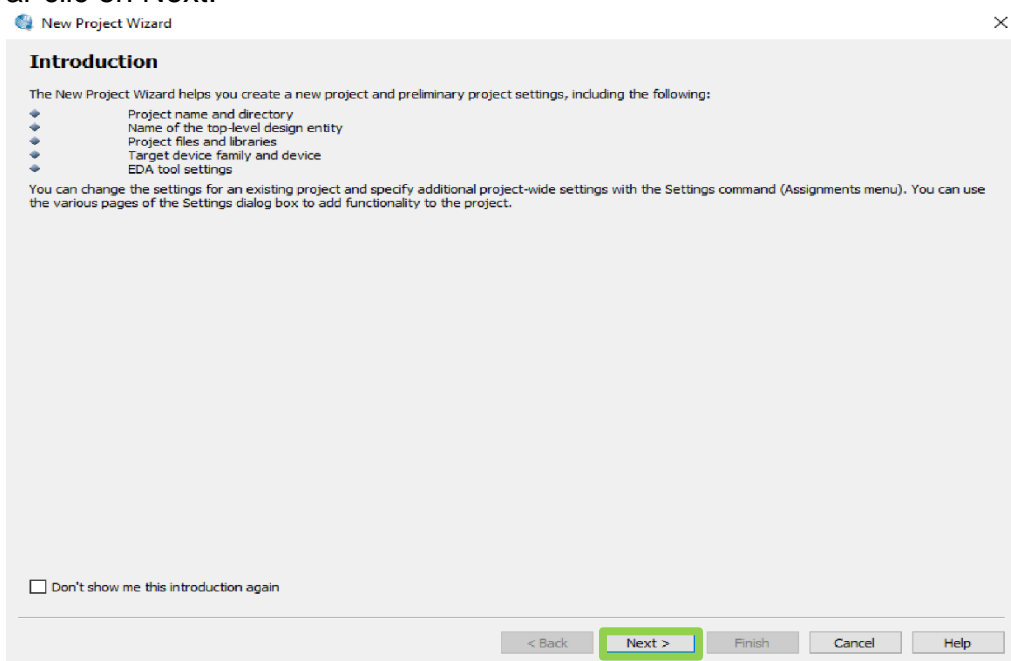 New Project Wizard
Introduction
The New Project Wizard helps you create a new project and preliminary project settings, including the following:
Project name and directory
Name of the top-level design entity
Project files and libraries
Target device family and device
EDA tool settings
You can change the settings for an existing project and specify additional project-wide settings with the Settings command (Assignments menu). You can use
the various pages of the Settings dialog box to add functionality to the project.
Don't show me this introduction again
< Back Next > Finish Cancel Help